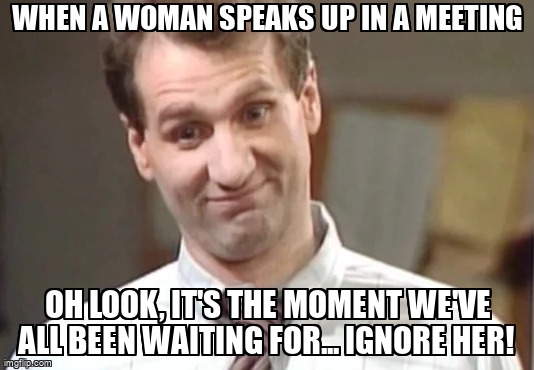 WHEN A WOMAN SPEAKS UP IN A MEETING
OH LOOK, IT'S THE MOMENT WE'VE
ALL BEEN WAITING FOR... IGNORE HER!
imgflip.com